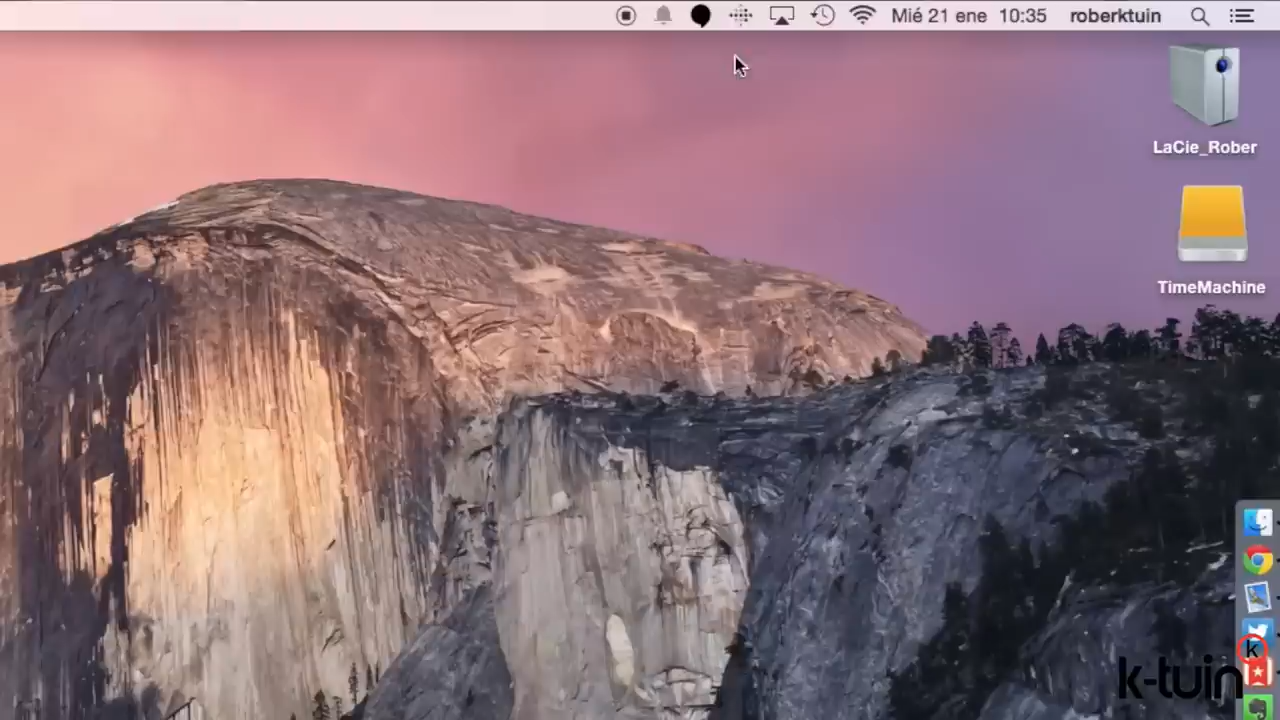 Mié 21 ene 10:35 roberktuin
LaCie_Rober
TimeMachine
k
k-tuin